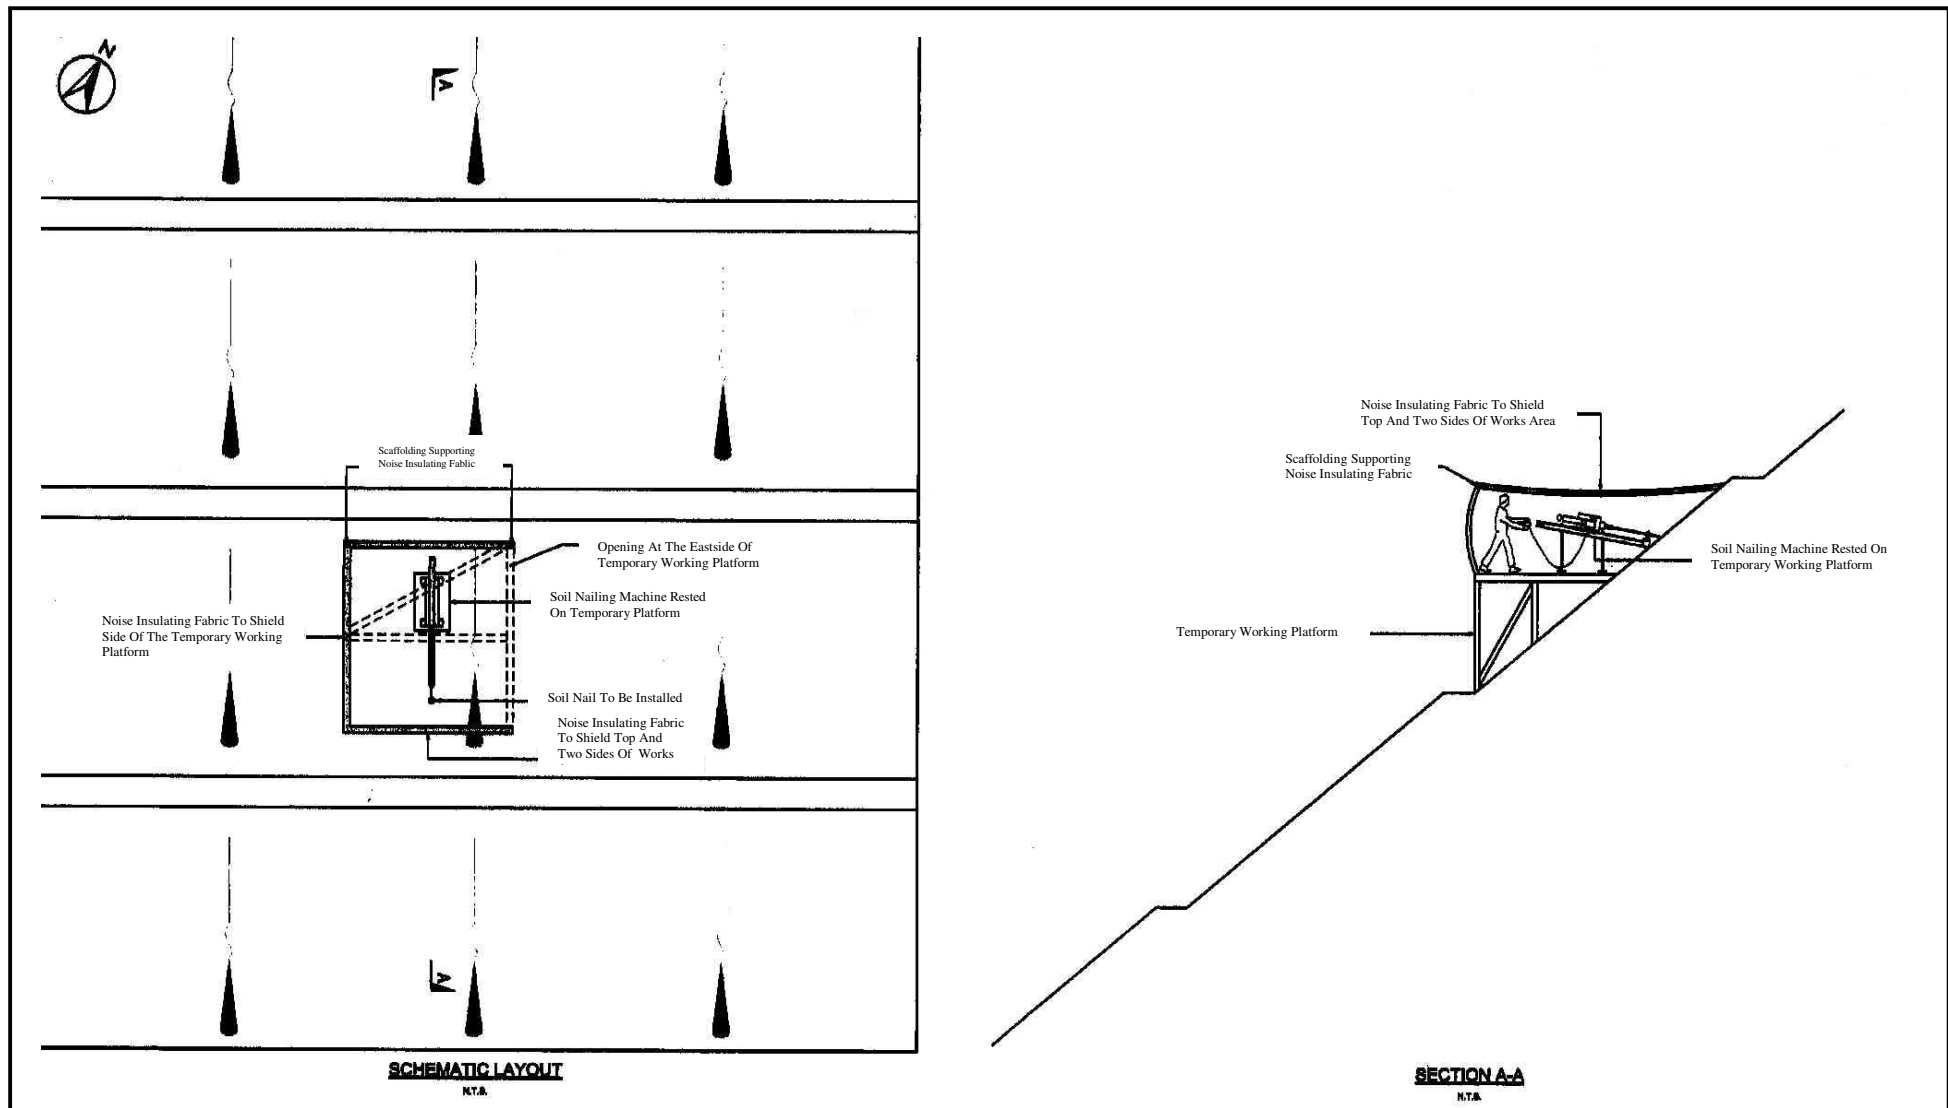 N
A
Scaffolding Supporting
Noise Insulating Fablic
Opening At The Eastside Of
Temporary Working Platform
Soil Nailing Machine Rested
On Temporary Platform
Noise Insulating Fabric To Shield
Side Of The Temporary Working
Platform
Soil Nail To Be Installed
Noise Insulating Fabric
To Shield Top And
Two Sides Of Works
A
SCHEMATIC LAYOUT
N.T.S.
Noise Insulating Fabric To Shield
Top And Two Sides Of Works Area
Scaffolding Supporting
Noise Insulating Fabric
Soil Nailing Machine Rested On
Temporary Working Platform
Temporary Working Platform
SECTION A-A
N.T.S.